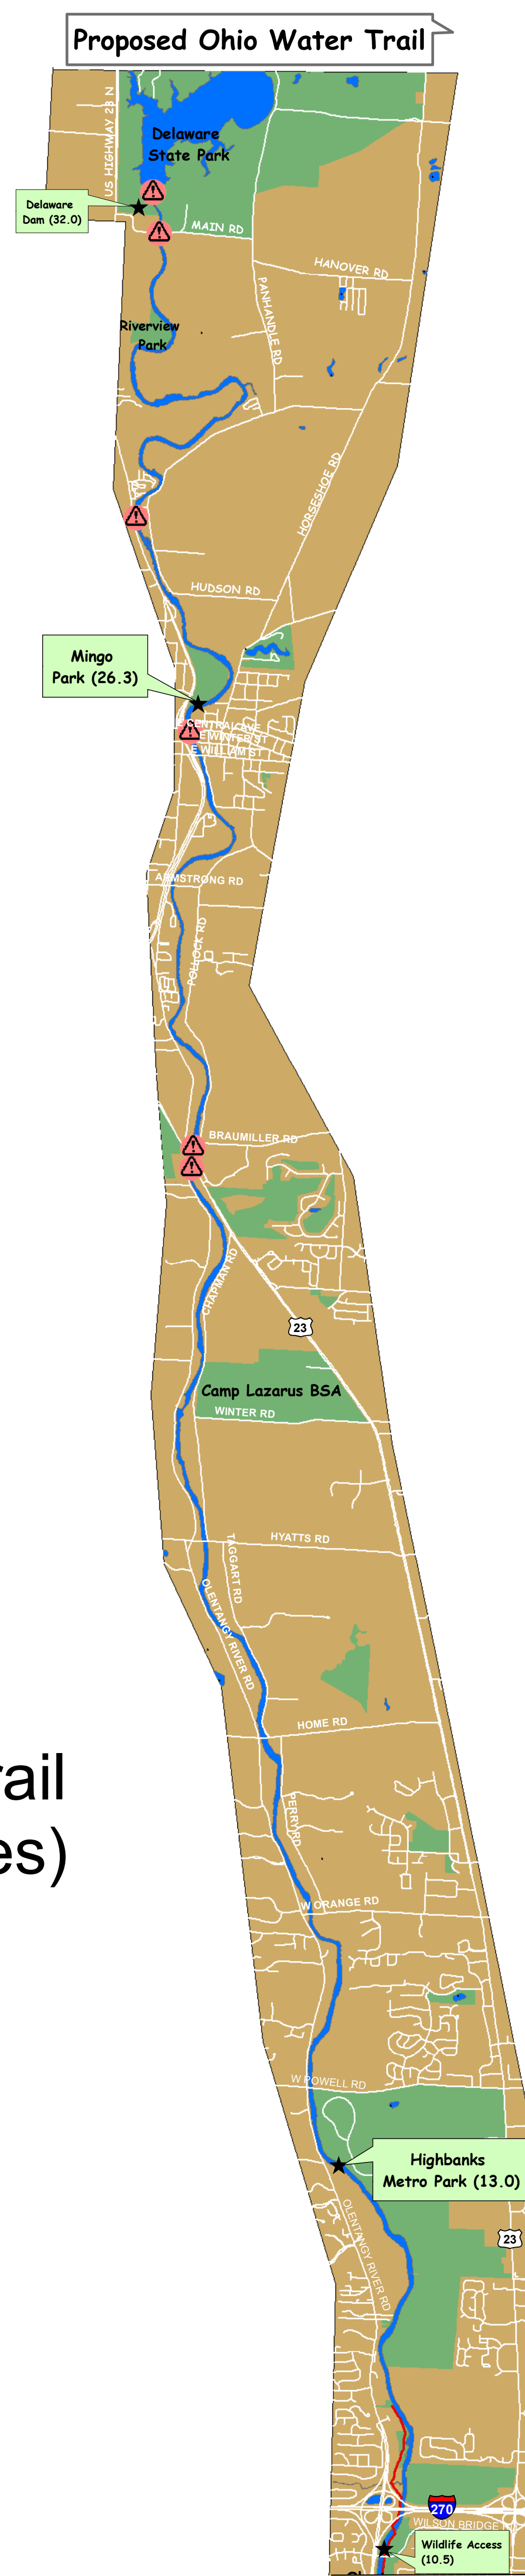 Proposed Ohio Water Trail
US HIGHWAY 23 N
Delaware
State Park
Delaware
Dam (32.0)
MAIN RD
HANOVER RD
PANHANDLE RD
Riverview
Park
HORSESHOE RD
HUDSON RD
Mingo
Park (26.3)
E CENTRAL AVE
E WINTER ST
E WILLIAM ST
ARMSTRONG RD
POLLOCK RD
BRAUMILLER RD
CHAPMAN RD
23
Camp Lazarus BSA
WINTER RD
HYATTS RD
TAGGART RD
OLENTANGY RIVER RD
HOME RD
rail
es)
PERRY RD
W ORANGE RD
W POWELL RD
Highbanks
Metro Park (13.0)
OLENTANGY RIVER RD
23
270
WILSON BRIDGE
Wildlife Access
(10.5)